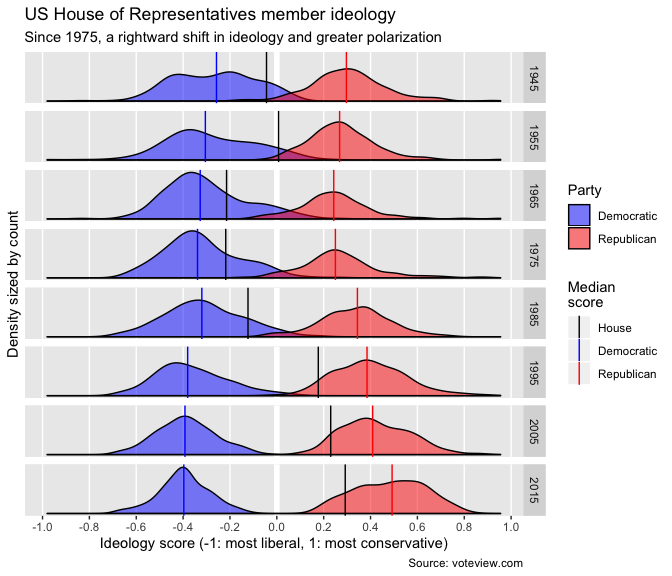 US House of Representatives member ideology
Since 1975, a rightward shift in ideology and greater polarization
Density sized by count
1945
1955
1965
1975
1985
1995
2005
2015
-1.0 -0.8 -0.6 -0.4 -0.2 0.0 0.2 0.4 0.6 0.8 1.0
Ideology score (-1: most liberal, 1: most conservative)
Source: voteview.com
Party
Democratic
Republican
Median
score
House
Democratic
Republican